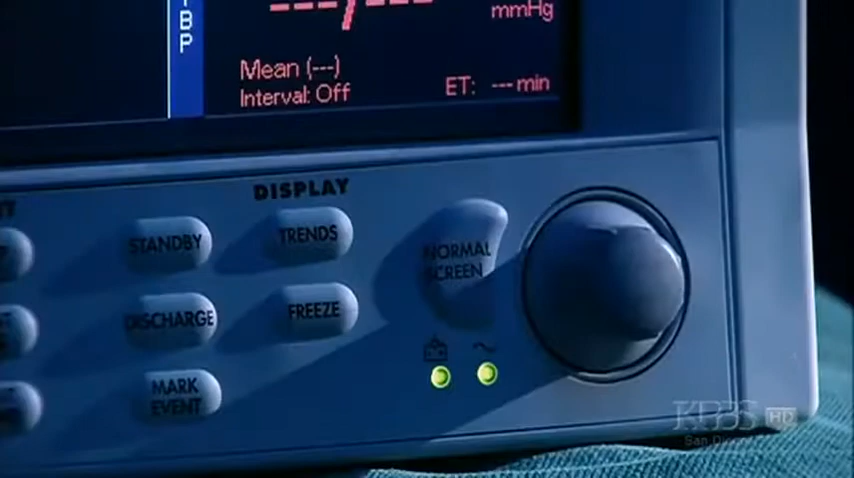 ---/---
mmHg
BP
Mean (---)
Interval: Off
ET: --- min
DISPLAY
STANDBY
TRENDS
NORMAL
SCREEN
DISCHARGE
FREEZE
MARK
EVENT
KPBS HD
San Diego